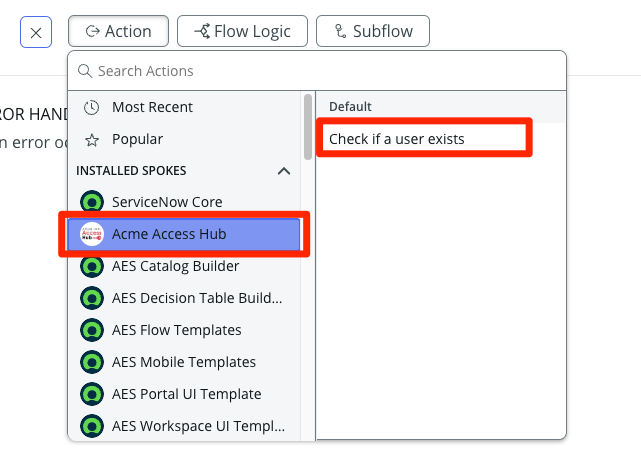 Action
Flow Logic
Subflow
Search Actions
ROR HAND
n error oc
Most Recent
Popular
INSTALLED SPOKES
ServiceNow Core
Acme Access Hub
AES Catalog Builder
AES Decision Table Build...
AES Flow Templates
AES Mobile Templates
AES Portal UI Template
AES Workspace UI Templ...
Default
Check if a user exists